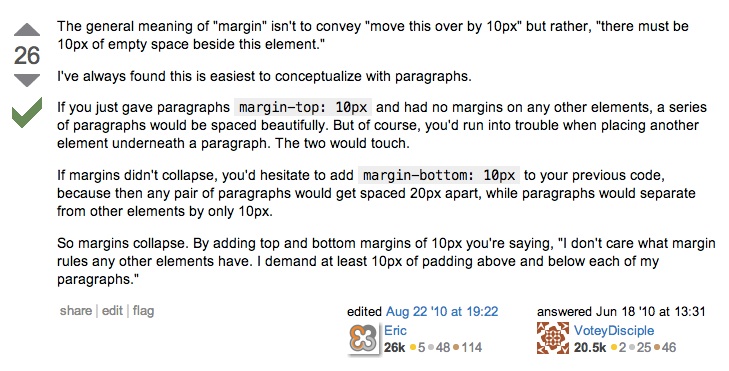 The general meaning of "margin" isn't to convey "move this over by 10px" but rather, "there must be
10px of empty space beside this element."
26
I've always found this is easiest to conceptualize with paragraphs.
If you just gave paragraphs margin-top: 10px and had no margins on any other elements, a series
of paragraphs would be spaced beautifully. But of course, you'd run into trouble when placing another
element underneath a paragraph. The two would touch.
If margins didn't collapse, you'd hesitate to add margin-bottom: 10px to your previous code,
because then any pair of paragraphs would get spaced 20px apart, while paragraphs would separate
from other elements by only 10px.
So margins collapse. By adding top and bottom margins of 10px you're saying, "I don't care what margin
rules any other elements have. I demand at least 10px of padding above and below each of my
paragraphs."
share | edit | flag
edited Aug 22 '10 at 19:22
Eric
26k ●5 ●48 ●114
answered Jun 18 '10 at 13:31
VoteyDisciple
20.5k ●2 ●25 ●46